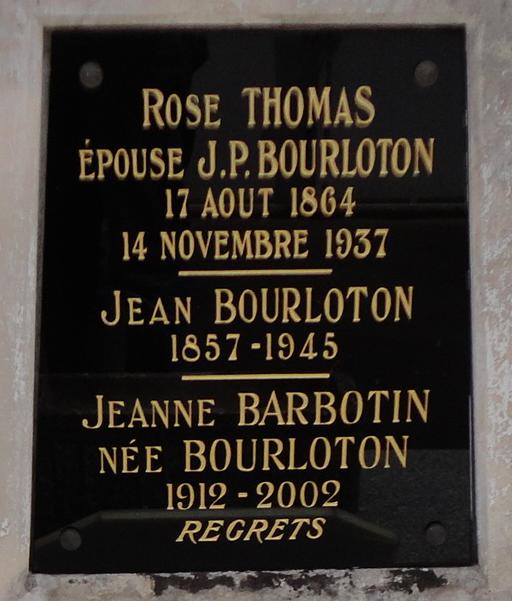 ROSE THOMAS
ÉPOUSE J.P. BOURLOTON
17 AOUT 1864
14 NOVEMBRE 1937
JEAN BOURLOTON
1857-1945
JEANNE BARBOTIN
NÉE BOURLOTON
1912-2002
REGRETS